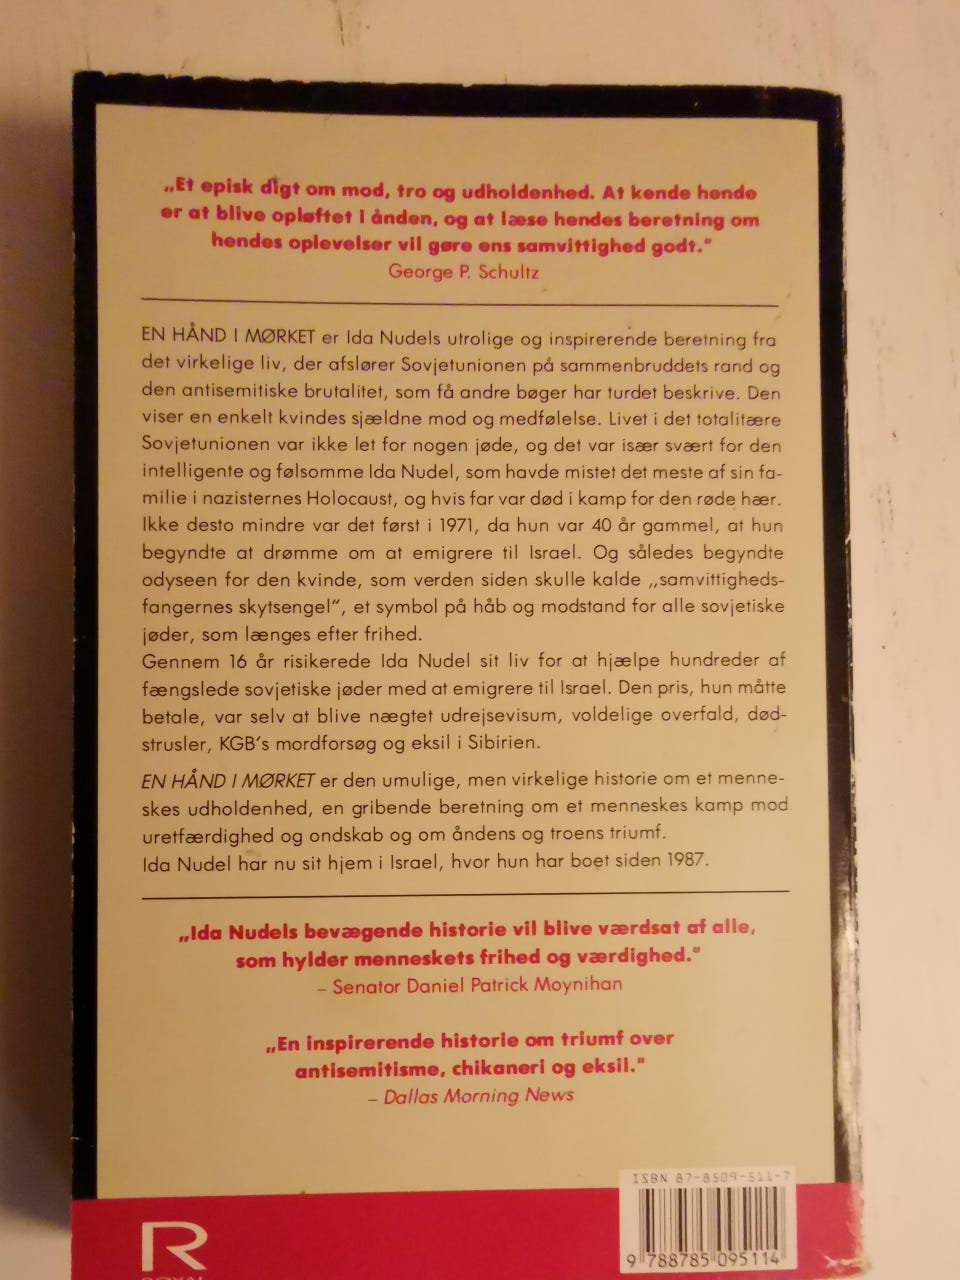 „Et episk digt om mod, tro og udholdenhed. At kende hende
er at blive opløftet i ånden, og at læse hendes beretning om
hendes oplevelser vil gøre ens samvittighed godt."
George P. Schultz
EN HÅND I MØRKET er Ida Nudels utrolige og inspirerende beretning fra
det virkelige liv, der afslører Sovjetunionen på sammenbruddets rand og
den antisemitiske brutalitet, som få andre bøger har turdet beskrive. Den
viser en enkelt kvindes sjældne mod og medfølelse. Livet i det totalitære
Sovjetunionen var ikke let for nogen jøde, og det var især svært for den
intelligente og følsomme Ida Nudel, som havde mistet det meste af sin fa-
milie i nazisternes Holocaust, og hvis far var død i kamp for den røde hær.
Ikke desto mindre var det først i 1971, da hun var 40 år gammel, at hun
begyndte at drømme om at emigrere til Israel. Og således begyndte
odyseen for den kvinde, som verden siden skulle kalde „samvittigheds-
fangernes skytsengel", et symbol på håb og modstand for alle sovjetiske
jøder, som længes efter frihed.
Gennem 16 år risikerede Ida Nudel sit liv for at hjælpe hundreder af
fængslede sovjetiske jøder med at emigrere til Israel. Den pris, hun måtte
betale, var selv at blive nægtet udrejsevisum, voldelige overfald, død-
strusler, KGB's mordforsøg og eksil i Sibirien.
EN HÅND I MØRKET er den umulige, men virkelige historie om et menne-
skes udholdenhed, en gribende beretning om et menneskes kamp mod
uretfærdighed og ondskab og om åndens og troens triumf.
Ida Nudel har nu sit hjem i Israel, hvor hun har boet siden 1987.
„Ida Nudels bevægende historie vil blive værdsat af alle,
som hylder menneskets frihed og værdighed."
– Senator Daniel Patrick Moynihan
„En inspirerende historie om triumf over
antisemitisme, chikaneri og eksil."
– Dallas Morning News
ISBN 87-8509-511-7
9 788785 095114
R
ROYAL